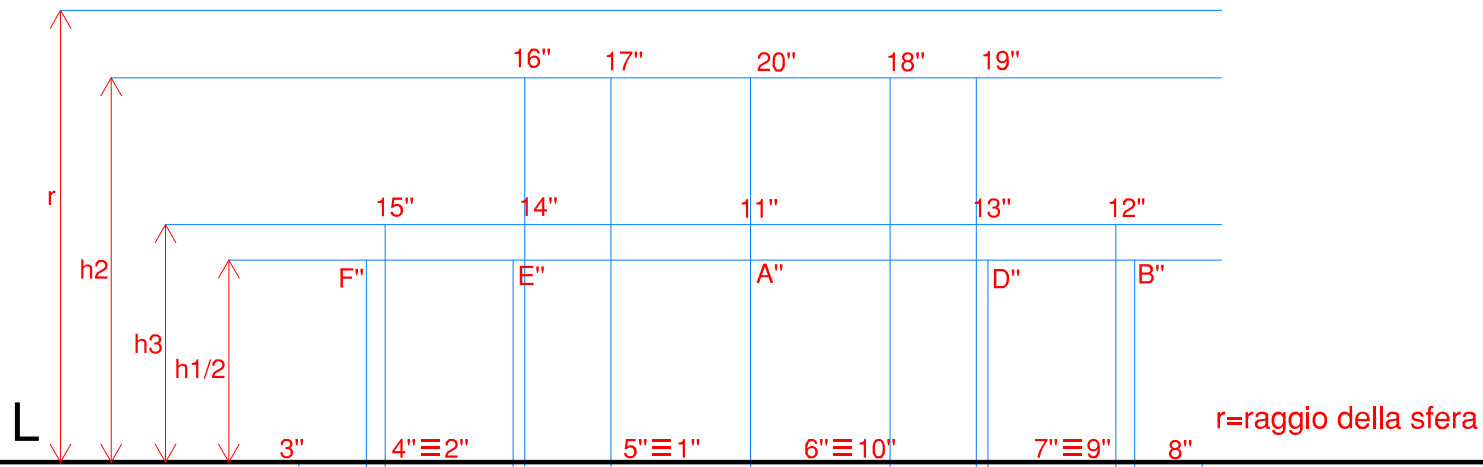 16" 17" 20" 18" 19"
r
15" 14" 11" 13" 12"
h2 F" E" A" D" B"
h3
h1/2
L r=raggio della sfera
3" 4"≡2" 5"≡1" 6"≡10" 7"≡9" 8"